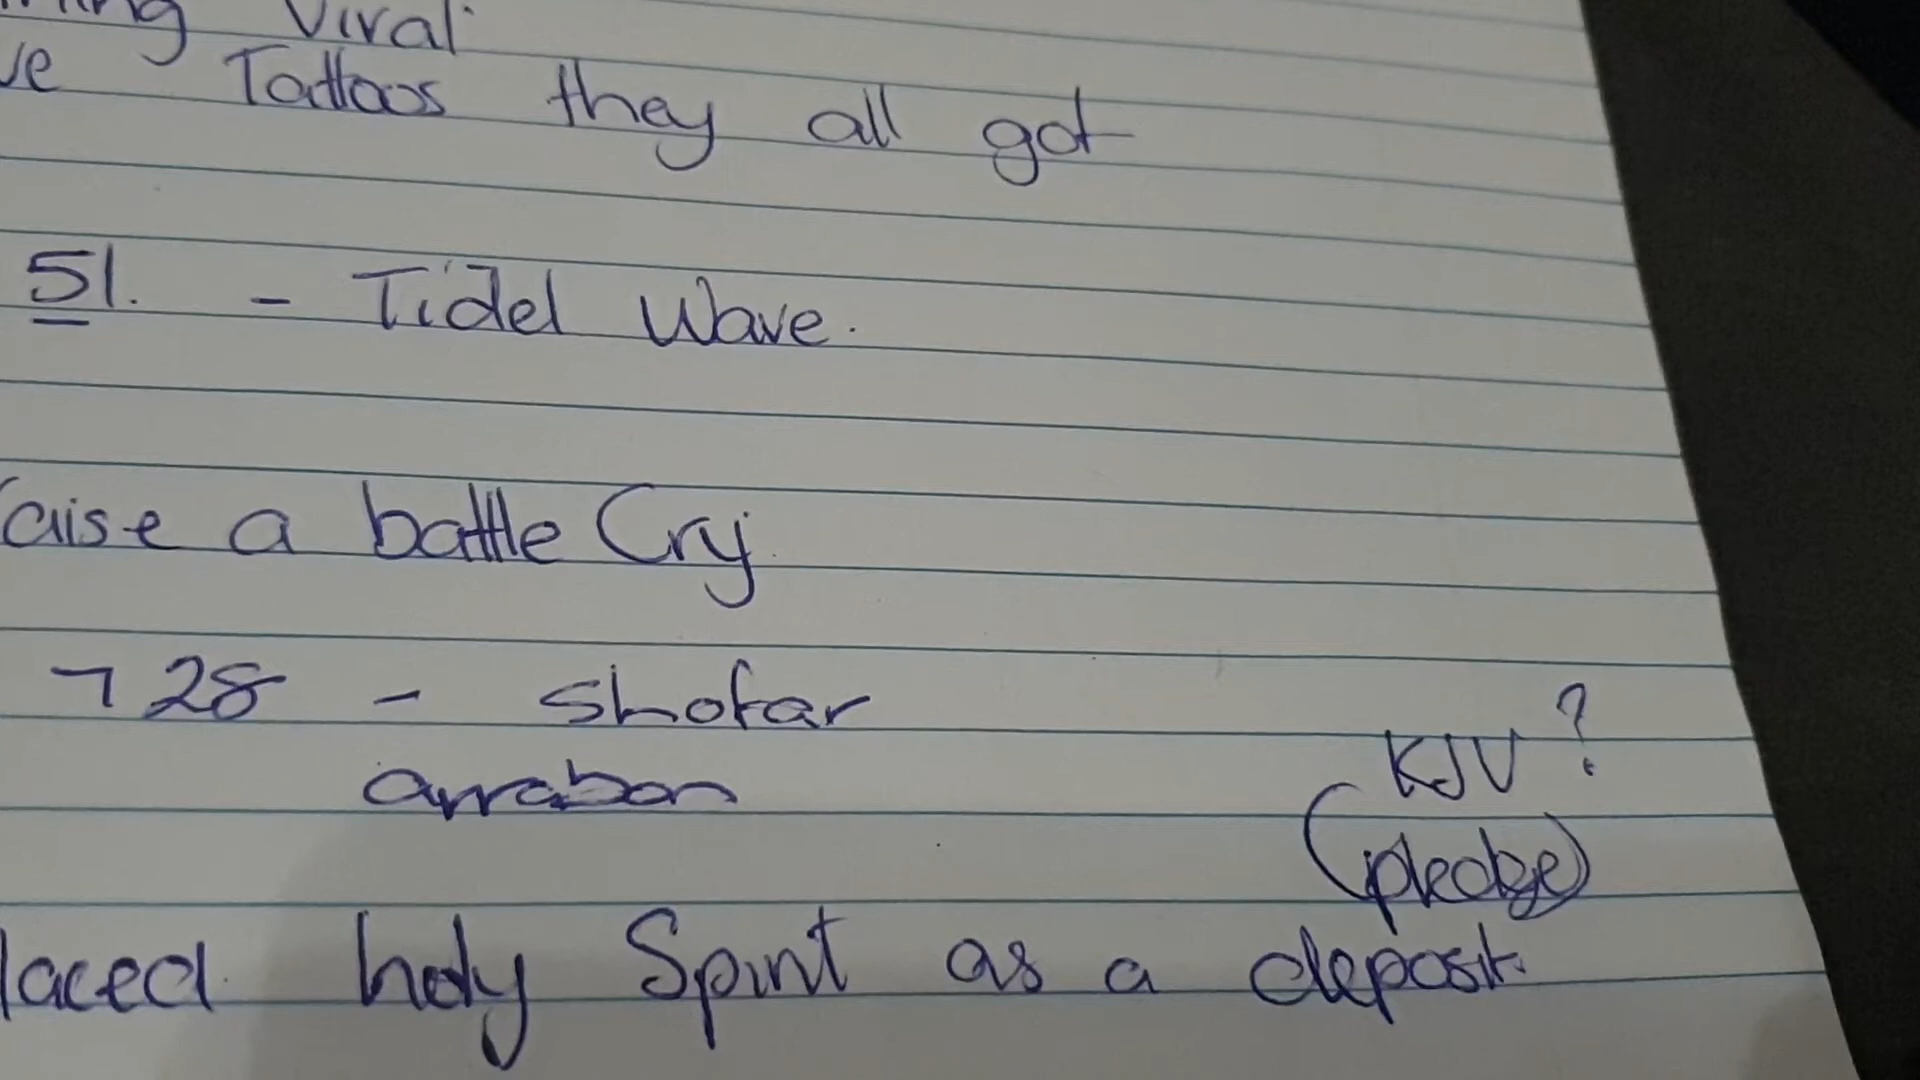 Viral
Tattoos they all got
51. - Tidel Wave.
raise a battle Cry
728 - Shofar
arrabon
KJV?
(pledge)
laced holy Spirit as a deposit.